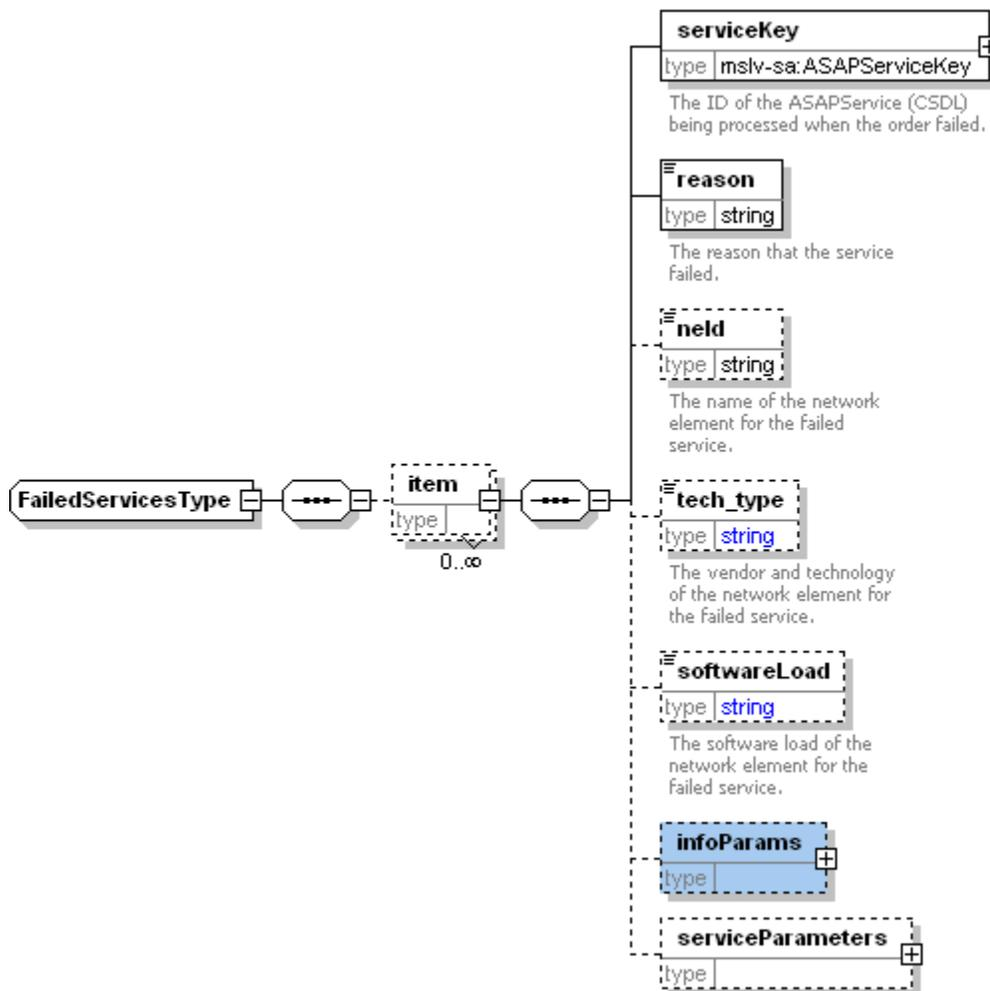 serviceKey
type mslv-sa:ASAPServiceKey
The ID of the ASAPService (CSDL)
being processed when the order failed.
reason
type string
The reason that the service
failed.
neId
type string
The name of the network
element for the failed
service.
FailedServicesType
item
type
0..∞
tech_type
type string
The vendor and technology
of the network element for
the failed service.
softwareLoad
type string
The software load of the
network element for the
failed service.
infoParams
type
serviceParameters
type